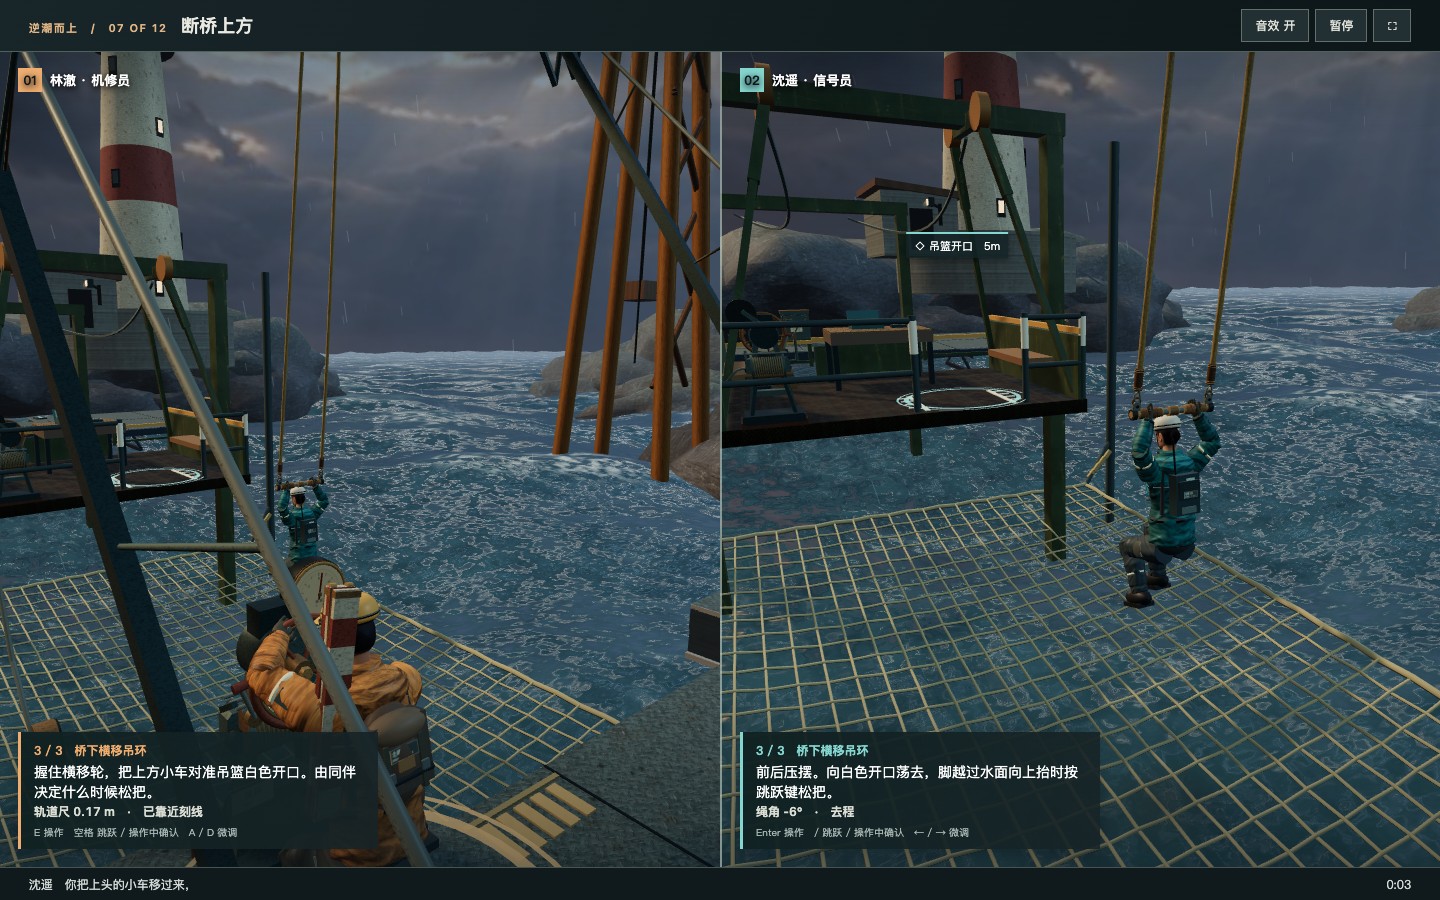 逆潮而上 / 07 OF 12 断桥上方
音效 开
暂停
01 林澈 · 机修员
02 沈遥 · 信号员
◇ 吊篮开口 5m
3 / 3 桥下横移吊环
握住横移轮，把上方小车对准吊篮白色开口。由同伴
决定什么时候松把。
轨道尺 0.17 m · 已靠近刻线
E 操作 空格 跳跃 / 操作中确认 A / D 微调
3 / 3 桥下横移吊环
前后压摆。向白色开口荡去，脚越过水面向上抬时按
跳跃键松把。
绳角 -6° · 去程
Enter 操作 / 跳跃 / 操作中确认 ← / → 微调
沈遥 你把上头的小车移过来，
0:03